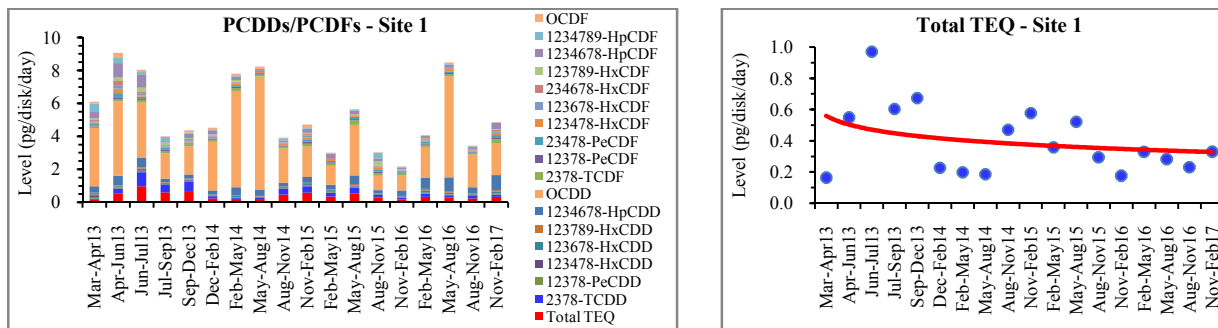 PCDDs/PCDFs - Site 1
Level (pg/disk/day)
10
8
6
4
2
0
Mar-Apr13
Apr-Jun13
Jun-Jul13
Jul-Sep13
Sep-Dec13
Dec-Feb14
Feb-May14
May-Aug14
Aug-Nov14
Nov-Feb15
Feb-May15
May-Aug15
Aug-Nov15
Nov-Feb16
Feb-May16
May-Aug16
Aug-Nov16
Nov-Feb17
OCDF
1234789-HpCDF
1234678-HpCDF
123789-HxCDF
234678-HxCDF
123678-HxCDF
123478-HxCDF
23478-PeCDF
12378-PeCDF
2378-TCDF
OCDD
1234678-HpCDD
123789-HxCDD
123678-HxCDD
123478-HxCDD
12378-PeCDD
2378-TCDD
Total TEQ
Total TEQ - Site 1
Level (pg/disk/day)
1.0
0.8
0.6
0.4
0.2
0.0
Mar-Apr13
Apr-Jun13
Jun-Jul13
Jul-Sep13
Sep-Dec13
Dec-Feb14
Feb-May14
May-Aug14
Aug-Nov14
Nov-Feb15
Feb-May15
May-Aug15
Aug-Nov15
Nov-Feb16
Feb-May16
May-Aug16
Aug-Nov16
Nov-Feb17